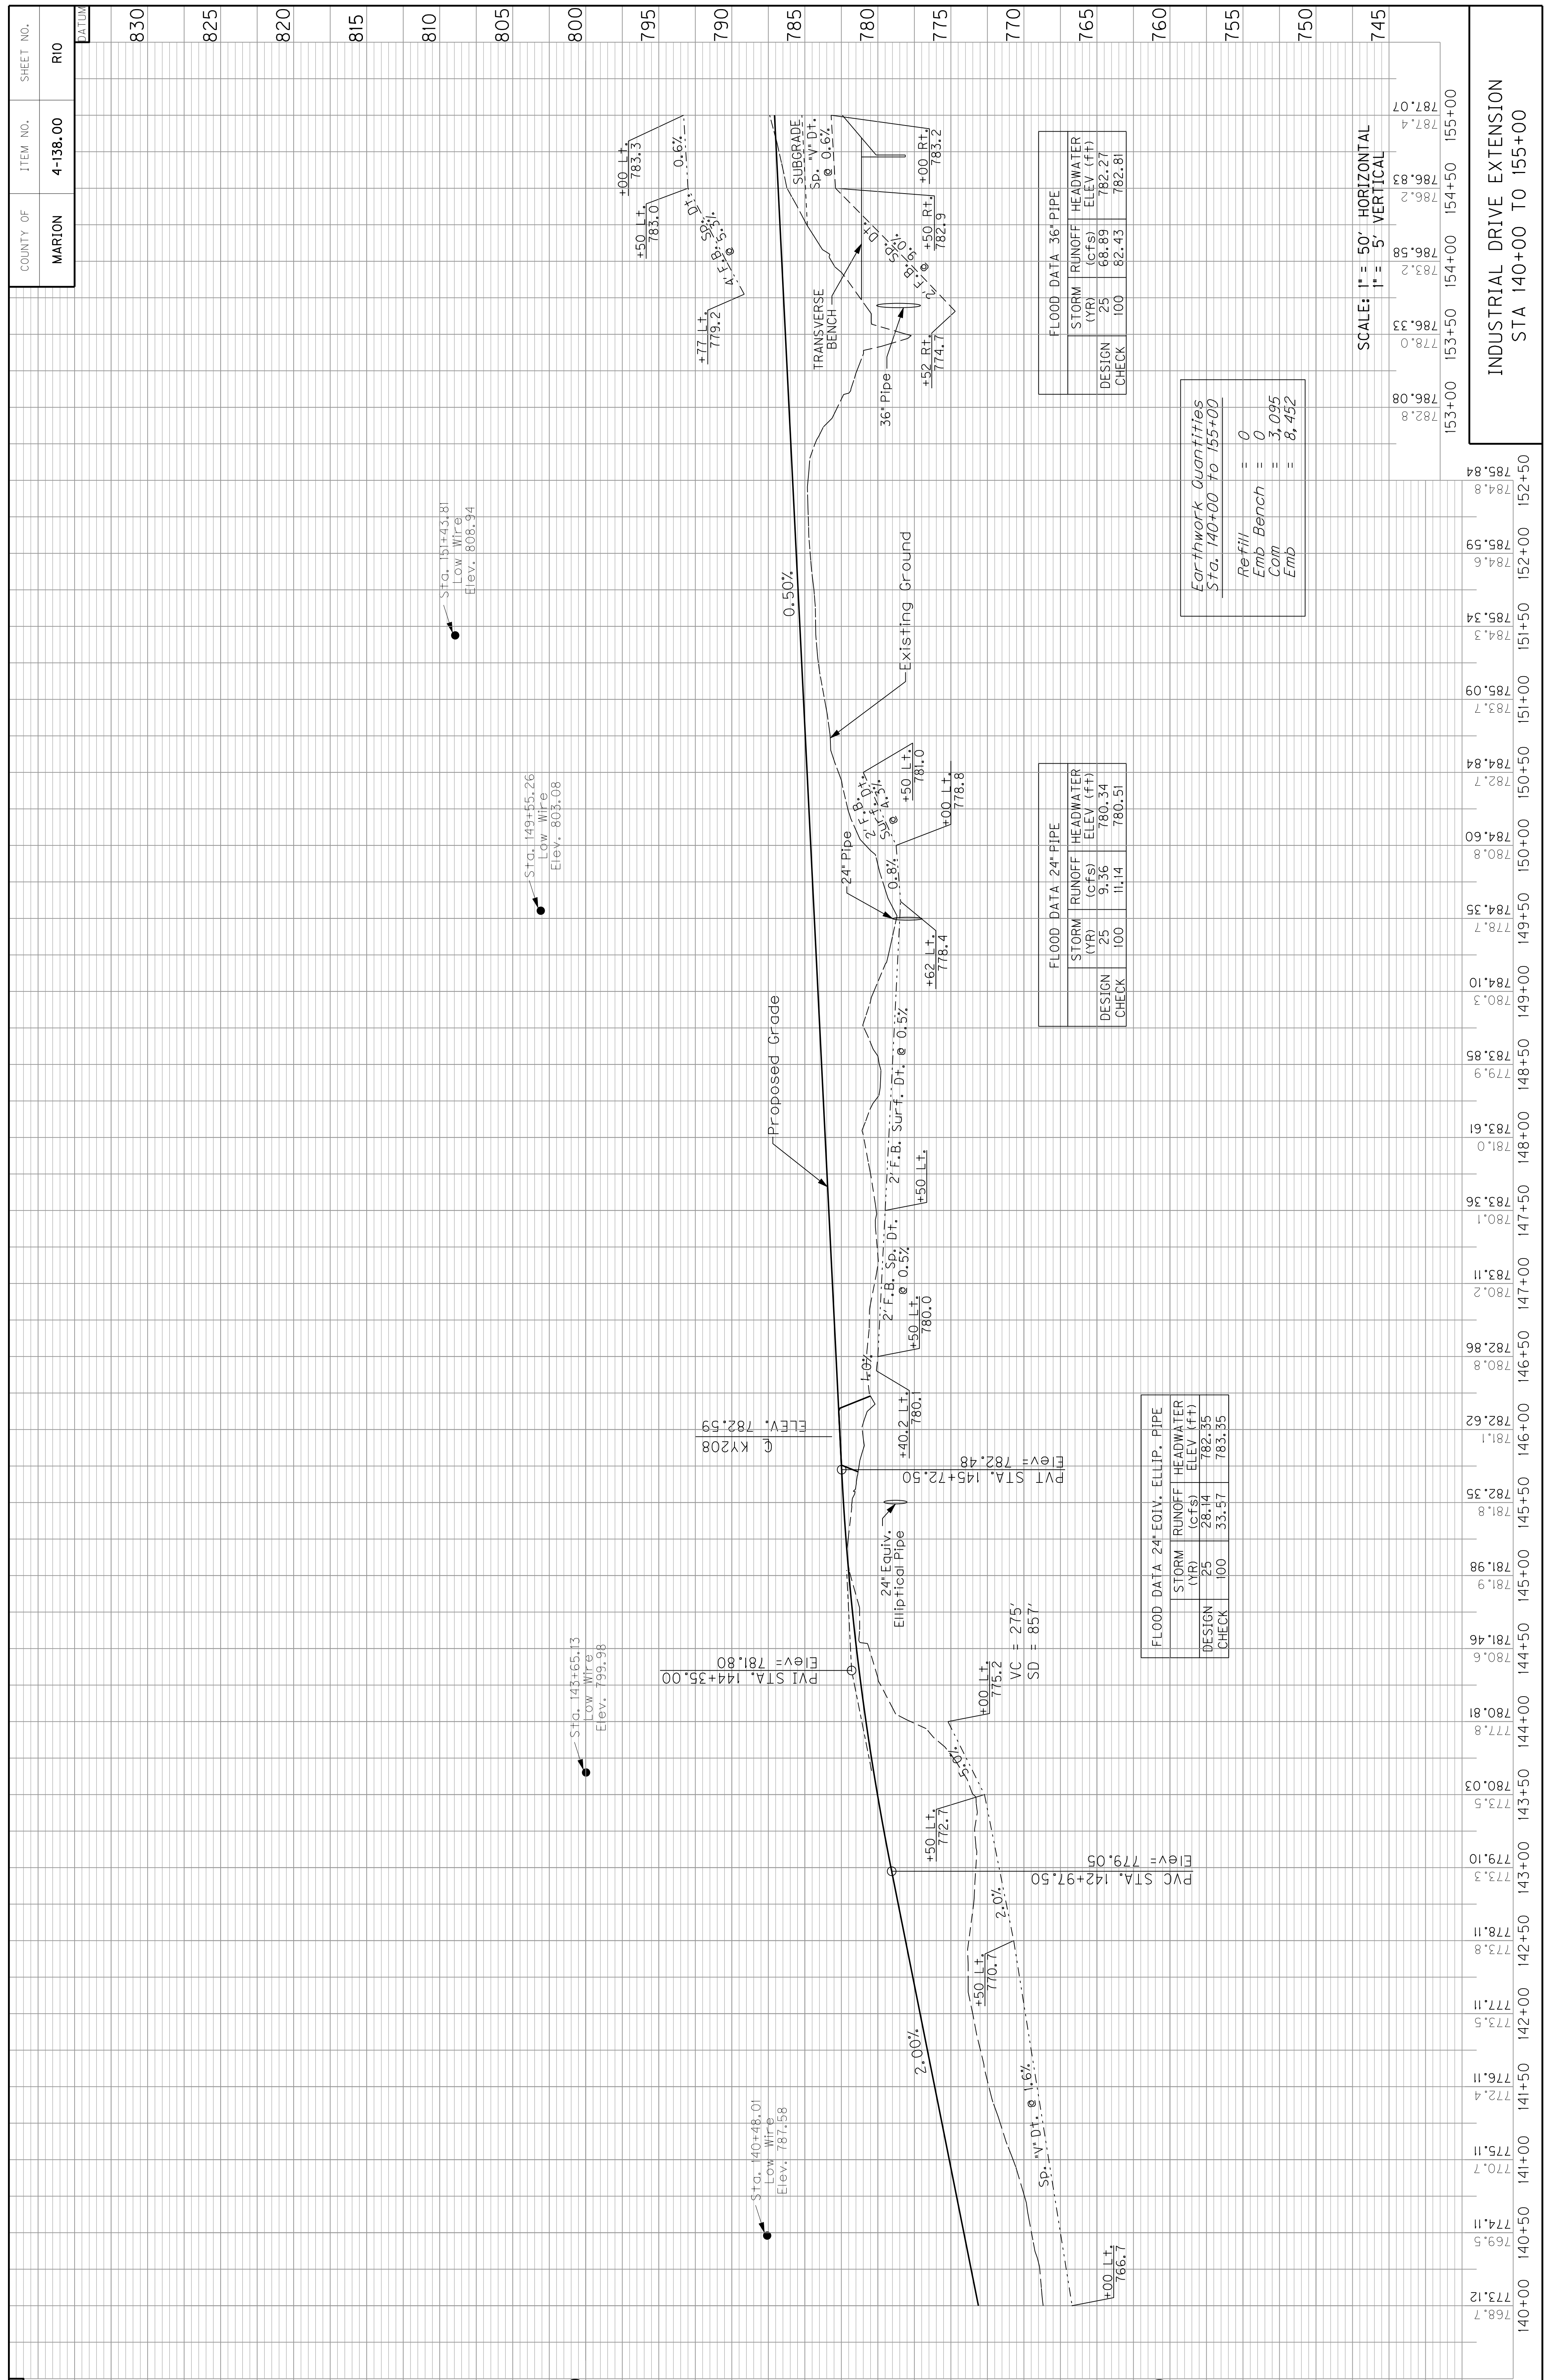 COUNTY OF
ITEM NO.
SHEET NO.
MARION
4-138.00
R10
DATUM
830
825
820
815
810
805
800
795
790
785
780
775
770
765
760
755
750
745
Sta. 140+48.01
Low Wire
Elev. 787.58
Sta. 143+65.13
Low Wire
Elev. 799.98
Sta. 149+55.26
Low Wire
Elev. 803.08
Sta. 151+43.81
Low Wire
Elev. 808.94
+00 Lt.
766.7
Sp. "V" Dt. @ 1.6%
2.00%
+50 Lt.
770.7
2.0%
PVC STA. 142+97.50
Elev= 779.05
+50 Lt.
772.7
5.0%
+00 Lt.
775.2
VC = 275'
SD = 857'
PVI STA. 144+35.00
Elev= 781.80
24" Equiv.
Elliptical Pipe
PVT STA. 145+72.50
Elev= 782.48
℄ KY208
ELEV. 782.59
+40.2 Lt.
780.1
1.0%
+50 Lt.
780.0
2' F.B. Sp. Dt.
@ 0.5%
+50 Lt.
2' F.B. Surf. Dt. @ 0.5%
Proposed Grade
+62 Lt.
778.4
24" Pipe
0.8%
+00 Lt.
778.8
2' F.B.
Surf. Dt.
@ 4.3%
+50 Lt.
781.0
Existing Ground
0.50%
36" Pipe
+52 Rt.
774.7
TRANSVERSE
BENCH
2' F.B. Sp. Dt.
@ 9.0%
+50 Rt.
782.9
+00 Rt.
783.2
Sp. "V" Dt.
@ 0.6%
SUBGRADE
+77 Lt.
779.2
4' F.B. Sp. Dt.
@ 5.3%
+50 Lt.
783.0
0.6%
+00 Lt.
783.3
FLOOD DATA 24" EQIV. ELLIP. PIPE
STORM (YR) RUNOFF (cfs) HEADWATER ELEV (ft)
DESIGN 25 28.14 782.35
CHECK 100 33.57 783.35
FLOOD DATA 24" PIPE
STORM (YR) RUNOFF (cfs) HEADWATER ELEV (ft)
DESIGN 25 9.36 780.34
CHECK 100 11.14 780.51
FLOOD DATA 36" PIPE
STORM (YR) RUNOFF (cfs) HEADWATER ELEV (ft)
DESIGN 25 68.89 782.27
CHECK 100 82.43 782.81
Earthwork Quantities
Sta. 140+00 to 155+00
Refill = 0
Emb Bench = 0
Com = 3,095
Emb = 8,452
SCALE: 1" = 50' HORIZONTAL
1" = 5' VERTICAL
773.12 768.7 140+00
774.11 769.5 140+50
775.11 770.7 141+00
776.11 772.4 141+50
777.11 773.5 142+00
778.11 773.8 142+50
779.10 773.3 143+00
780.03 773.5 143+50
780.81 777.8 144+00
781.46 780.6 144+50
781.98 781.9 145+00
782.35 781.8 145+50
782.62 781.1 146+00
782.86 780.8 146+50
783.11 780.2 147+00
783.36 780.1 147+50
783.61 781.0 148+00
783.85 779.9 148+50
784.10 780.3 149+00
784.35 778.7 149+50
784.60 780.8 150+00
784.84 782.7 150+50
785.09 783.7 151+00
785.34 784.3 151+50
785.59 784.6 152+00
785.84 784.8 152+50
786.08 782.8 153+00
786.33 778.0 153+50
786.58 783.2 154+00
786.83 786.2 154+50
787.07 787.4 155+00
INDUSTRIAL DRIVE EXTENSION
STA 140+00 TO 155+00